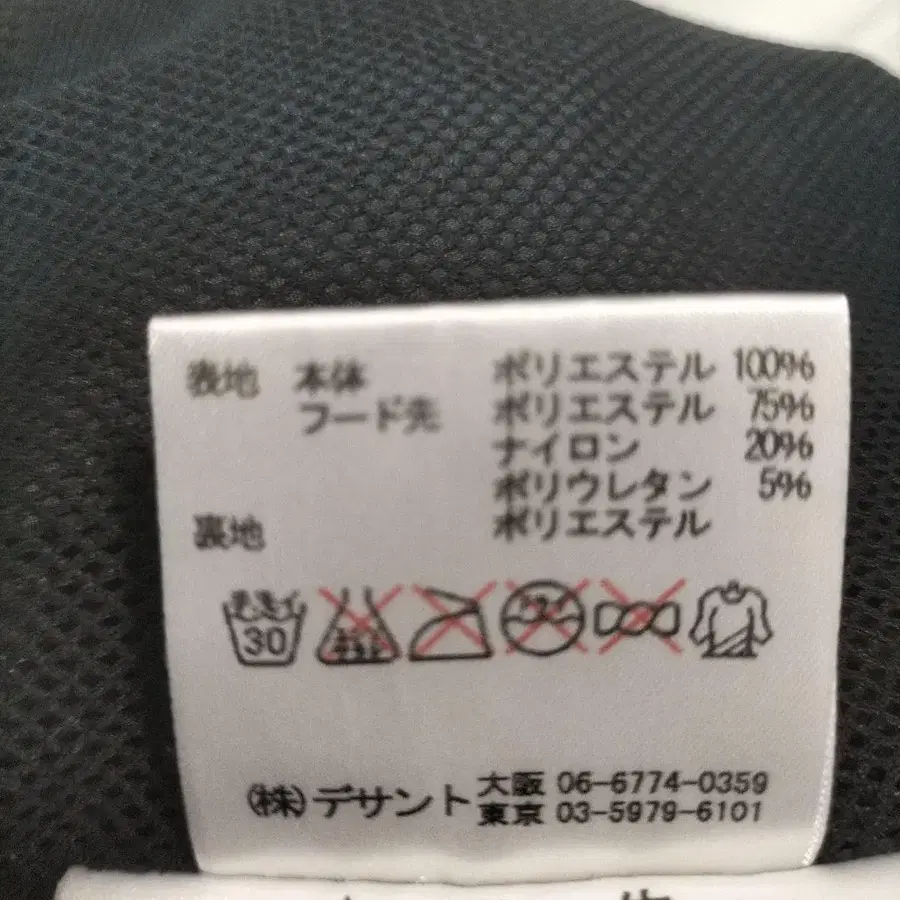 表地 本体 ポリエステル 100%
フード先 ポリエステル 75%
ナイロン 20%
ポリウレタン 5%
裏地 ポリエステル
手洗イ
30
(株)デサント 大阪 06-6774-0359
東京 03-5979-6101